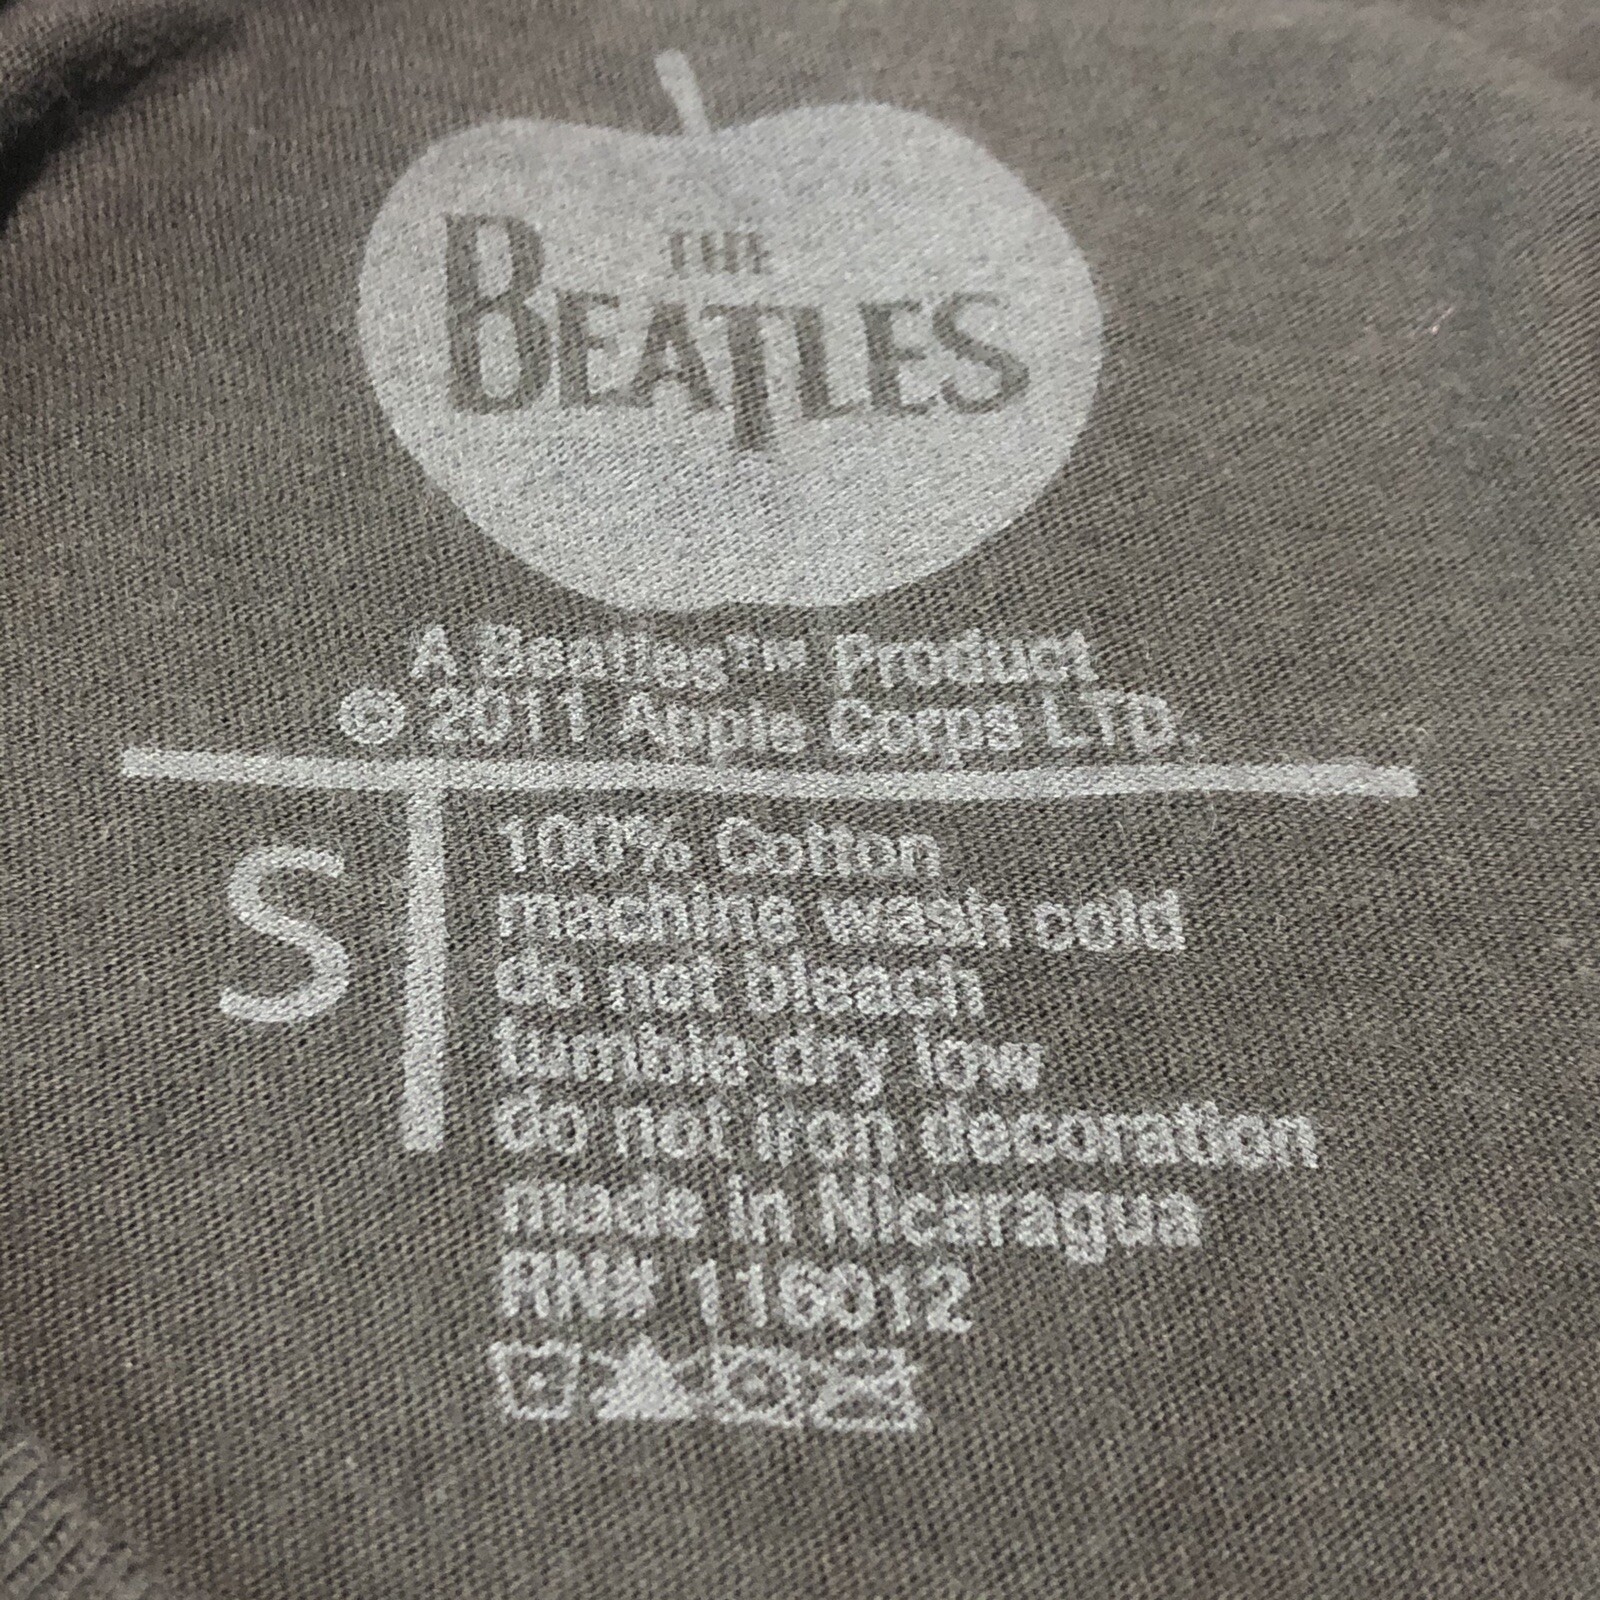 THE
BEATLES
A Beatles™ Product
© 2011 Apple Corps LTD.
S
100% Cotton
machine wash cold
do not bleach
tumble dry low
do not iron decoration
made in Nicaragua
RN# 116012